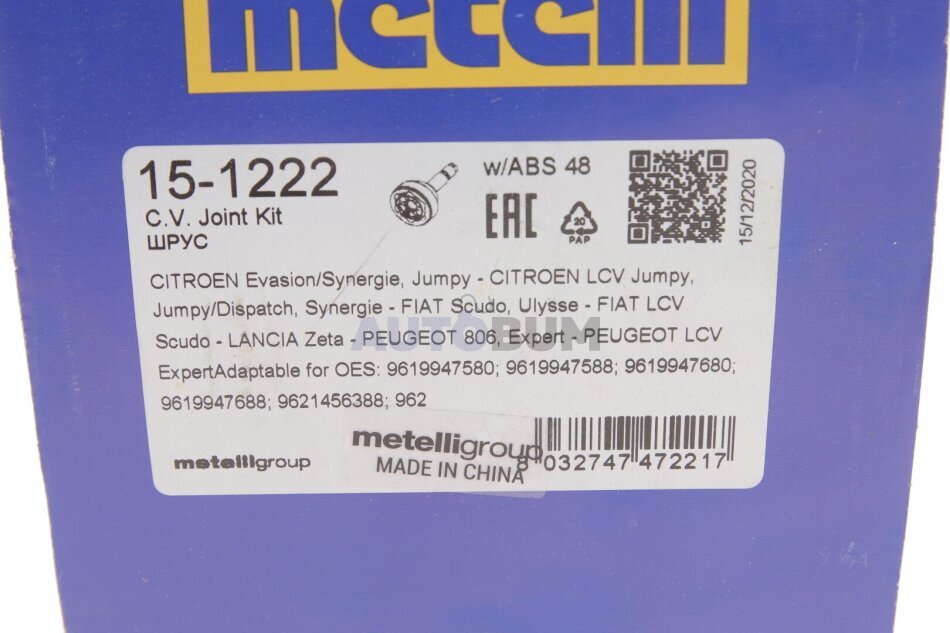 metelli
15-1222
C.V. Joint Kit
ШРУС
w/ABS 48
EAC
20
PAP
15/12/2020
CITROEN Evasion/Synergie, Jumpy - CITROEN LCV Jumpy,
Jumpy/Dispatch, Synergie - FIAT Scudo, Ulysse - FIAT LCV
Scudo - LANCIA Zeta - PEUGEOT 806, Expert - PEUGEOT LCV
ExpertAdaptable for OES: 9619947580; 9619947588; 9619947680;
9619947688; 9621456388; 962
AUTOBUM
metelligroup
metelligroup
MADE IN CHINA
8 032747 472217